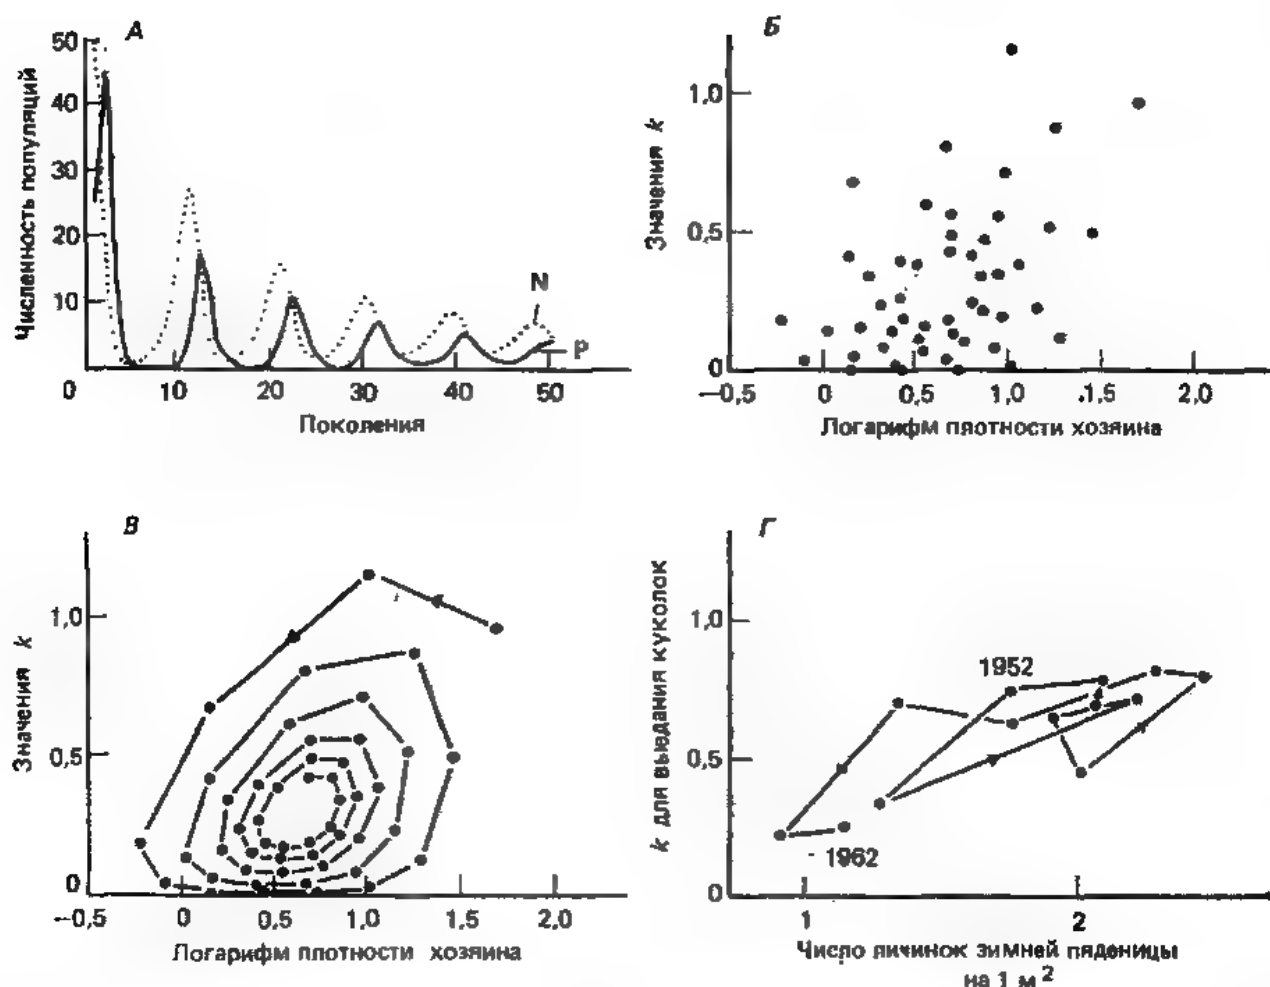 А
Численность популяций
50
40
30
20
10
0
10
20
30
40
50
N
P
Поколения
Б
Значения k
1,0
0,5
0
–0,5
0
0,5
1,0
1,5
2,0
Логарифм плотности хозяина
В
Значения k
1,0
0,5
0
–0,5
0
0,5
1,0
1,5
2,0
Логарифм плотности хозяина
Г
k для выедания куколок
1,0
0,5
0
1952
1962
1
2
Число личинок зимней пяденицы
на 1 м²